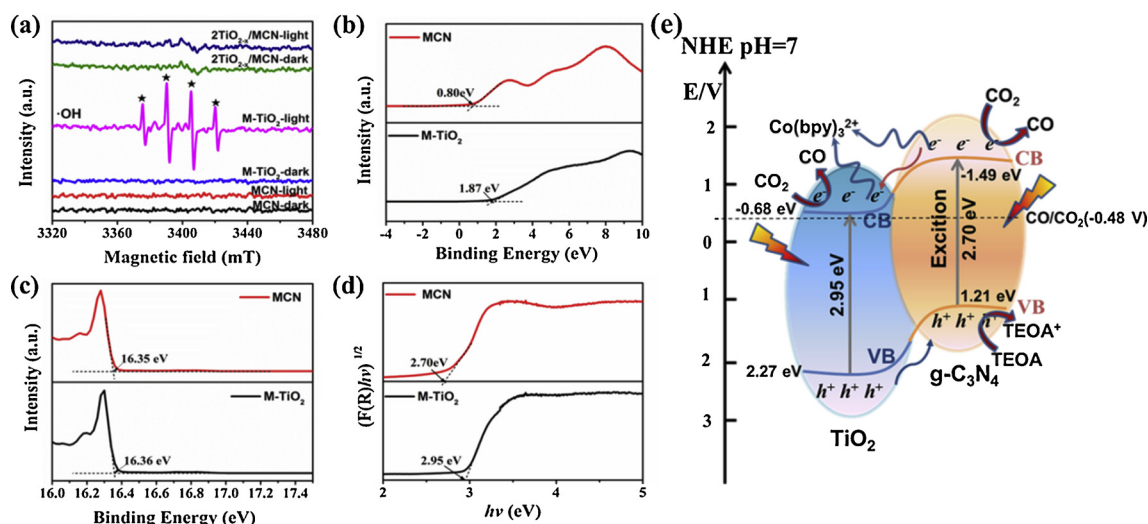 (a)
2TiO2-x/MCN-light
2TiO2-x/MCN-dark
·OH
★ ★ ★ ★
M-TiO2-light
M-TiO2-dark
MCN-light
MCN-dark
Intensity (a.u.)
3320 3400 3480
Magnetic field (mT)
(b)
MCN
0.80eV
M-TiO2
1.87eV
Intensity (a.u.)
-4 -2 0 2 4 6 8 10
Binding Energy (eV)
(c)
MCN
16.35 eV
M-TiO2
16.36 eV
Intensity (a.u.)
16.0 16.2 16.4 16.6 16.8 17.0 17.2 17.4
Binding Energy (eV)
(d)
MCN
2.70 eV
M-TiO2
2.95 eV
(F(R)hν)1/2
2 3 4 5
hν (eV)
(e)
NHE pH=7
E/V
2
1
0
1
2
3
Co(bpy)3 2+
CO2
CO
e- e- e-
CB
-1.49 eV
CO
CO2
e- e- e-
-0.68 eV
CB
CO/CO2(-0.48 V)
Excition
2.70 eV
2.95 eV
1.21 eV
VB
h+ h+ h+
TEOA+
TEOA
VB
2.27 eV
h+ h+ h+
g-C3N4
TiO2